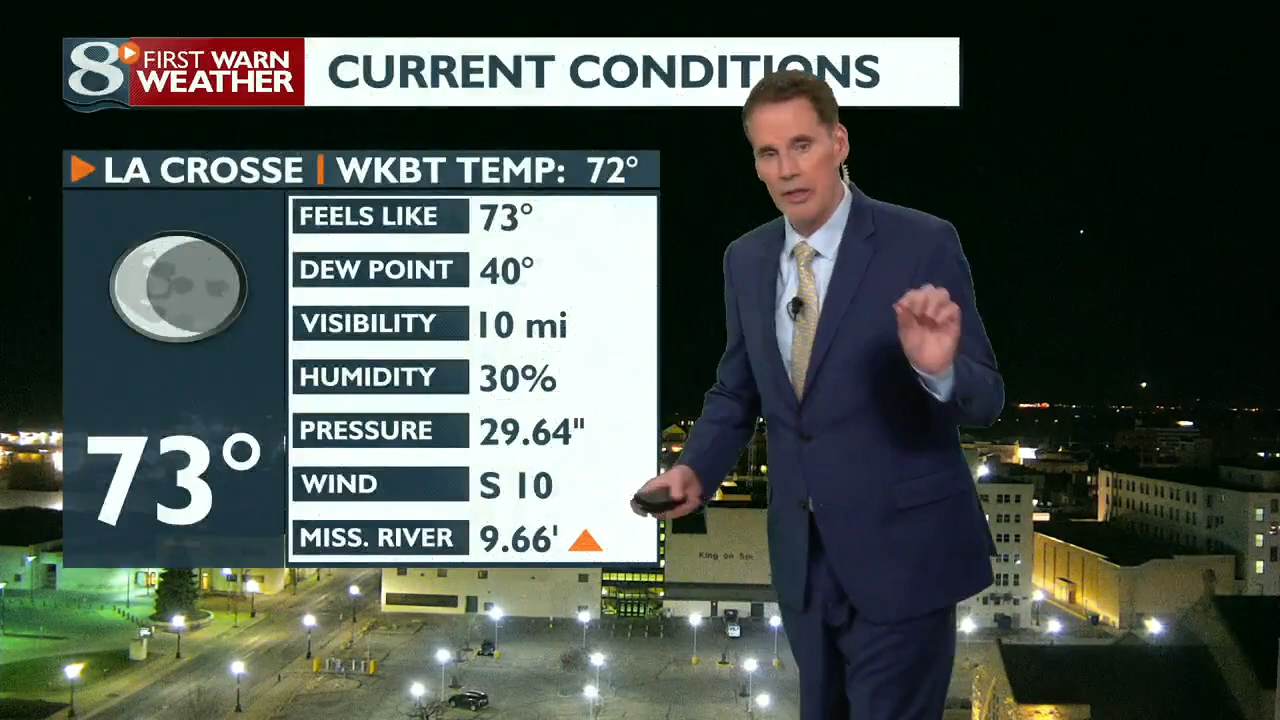 8 FIRST WARN
WEATHER
CURRENT CONDITIONS
LA CROSSE | WKBT TEMP: 72°
FEELS LIKE 73°
DEW POINT 40°
VISIBILITY 10 mi
HUMIDITY 30%
73°
PRESSURE 29.64"
WIND S 10
MISS. RIVER 9.66'
King on 5th